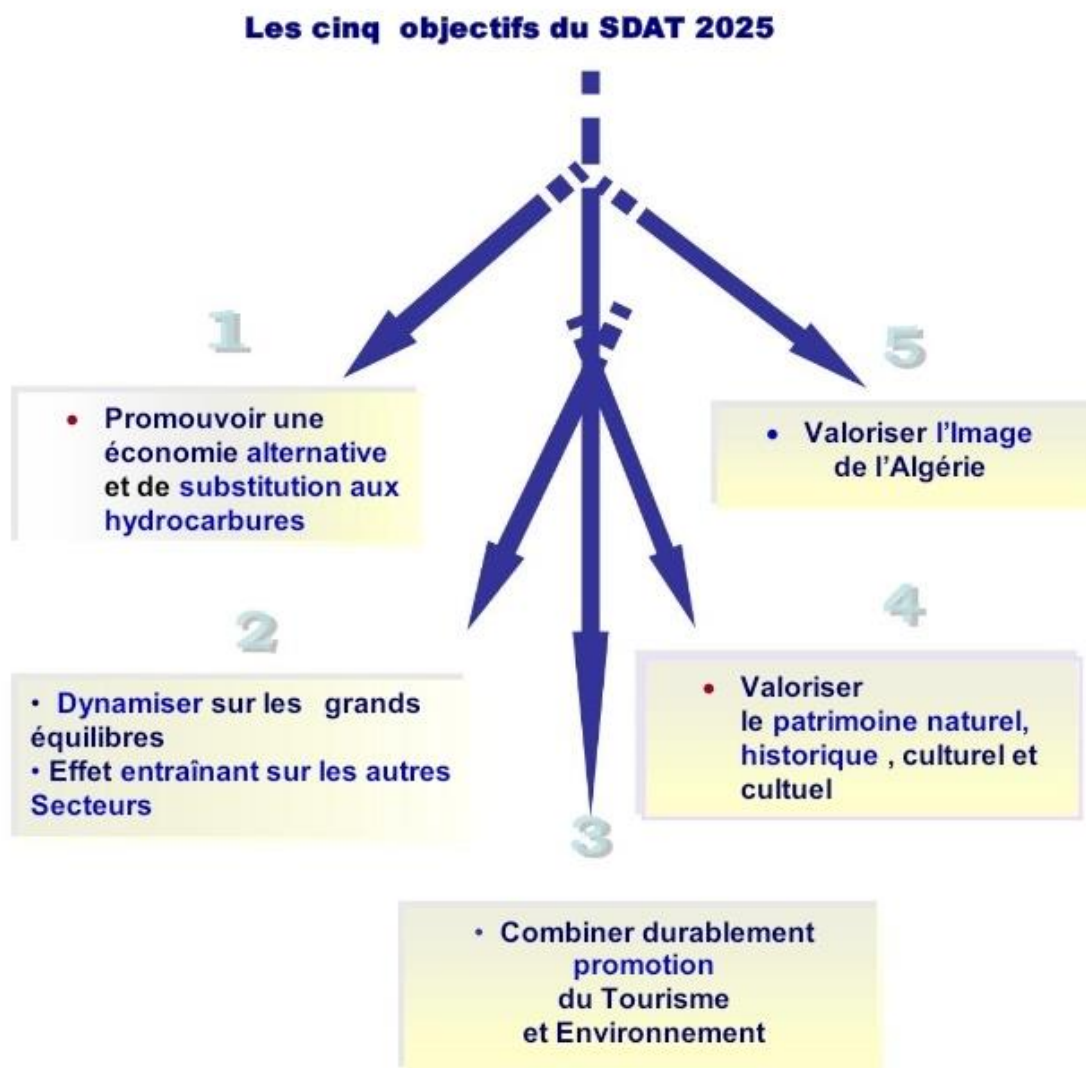 Les cinq objectifs du SDAT 2025
1
• Promouvoir une
économie alternative
et de substitution aux
hydrocarbures
2
• Dynamiser sur les grands
équilibres
• Effet entraînant sur les autres
Secteurs
3
• Combiner durablement
promotion
du Tourisme
et Environnement
4
• Valoriser
le patrimoine naturel,
historique , culturel et
cultuel
5
• Valoriser l'Image
de l'Algérie